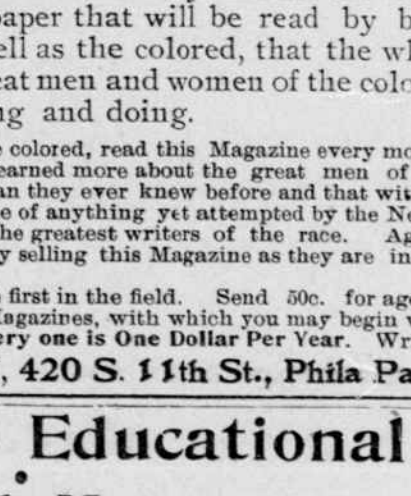 paper that will be read by b
ell as the colored, that the wh
eat men and women of the colo
ng and doing.
e colored, read this Magazine every mo
earned more about the great men of
an they ever knew before and that wit
e of anything yet attempted by the Ne
he greatest writers of the race. Ag
y selling this Magazine as they are in
first in the field. Send 50c. for age
Magazines, with which you may begin
ery one is One Dollar Per Year. Wr
, 420 S. 11th St., Phila Pa
Educational